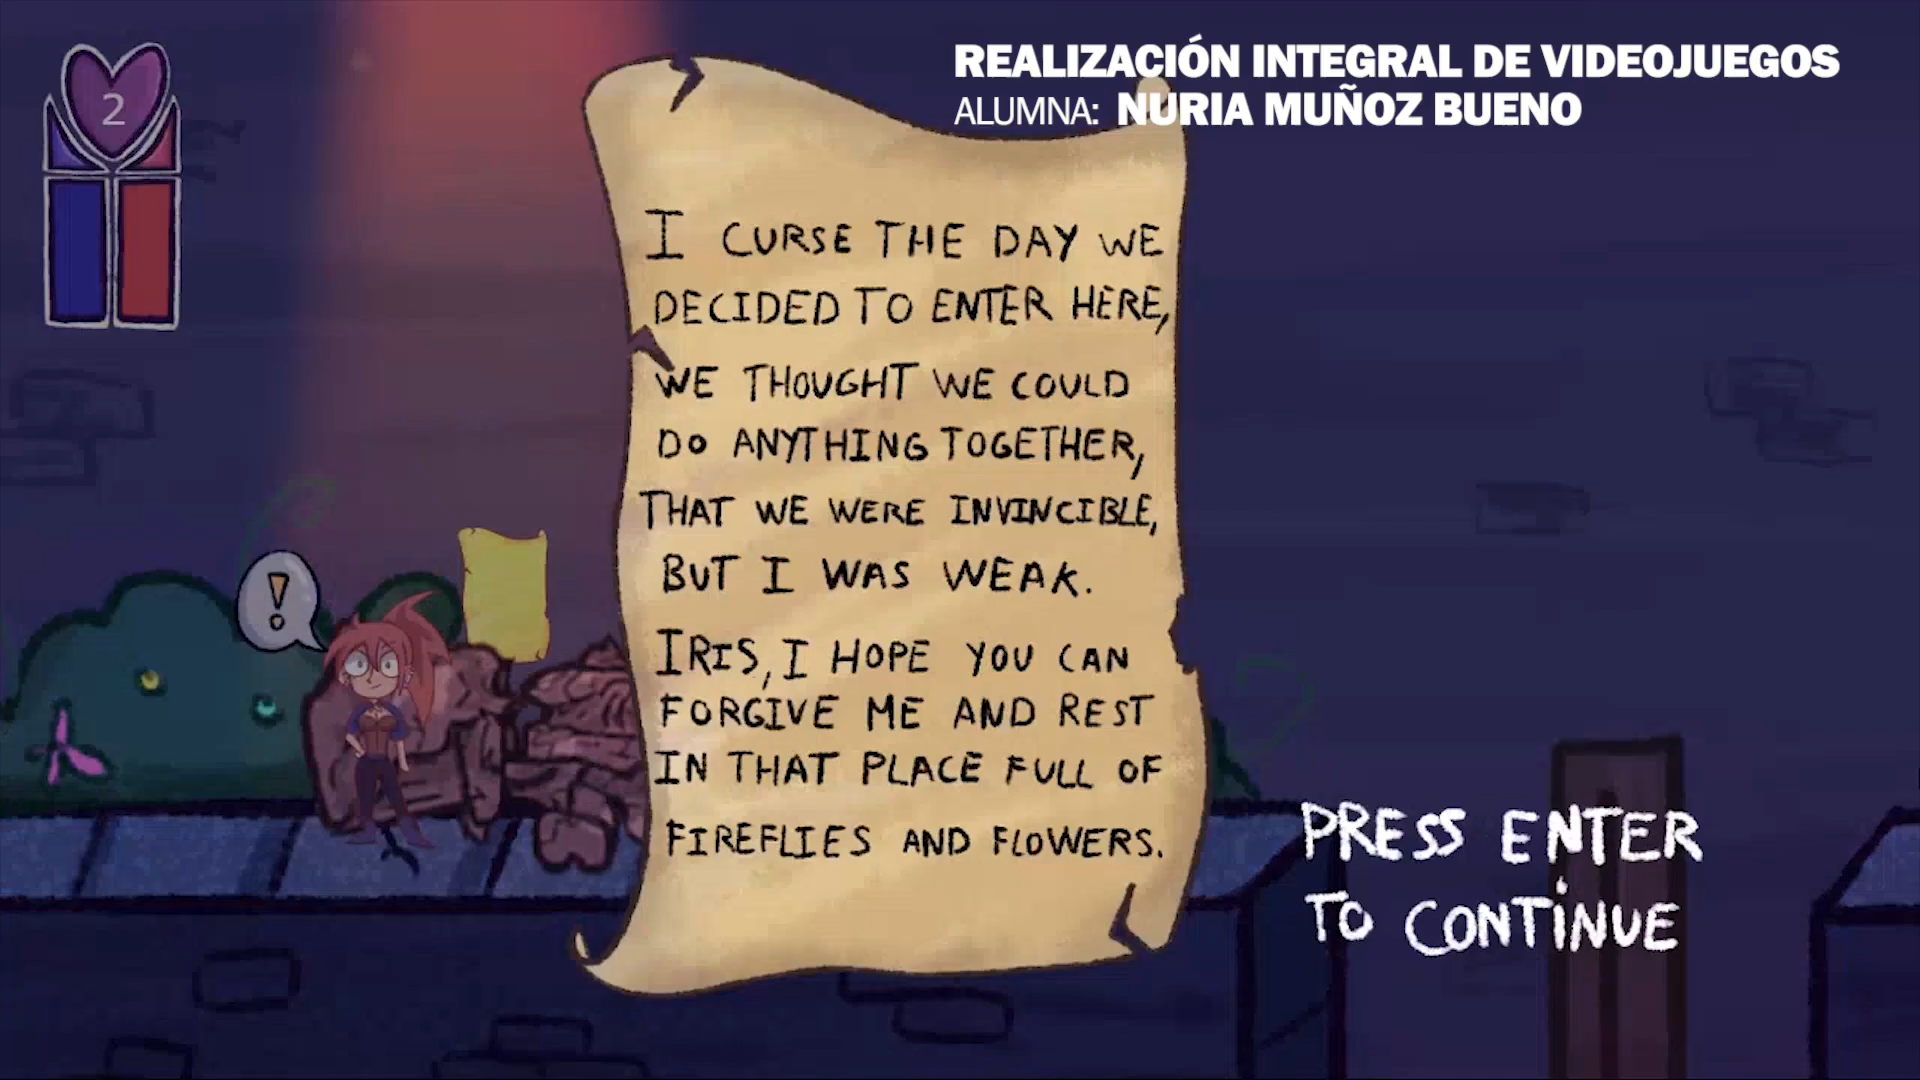 REALIZACIÓN INTEGRAL DE VIDEOJUEGOS
ALUMNA: NURIA MUÑOZ BUENO
2
I CURSE THE DAY WE
DECIDED TO ENTER HERE,
WE THOUGHT WE COULD
DO ANYTHING TOGETHER,
THAT WE WERE INVINCIBLE,
BUT I WAS WEAK.
IRIS, I HOPE YOU CAN
FORGIVE ME AND REST
IN THAT PLACE FULL OF
FIREFLIES AND FLOWERS.
!
PRESS ENTER
TO CONTINUE